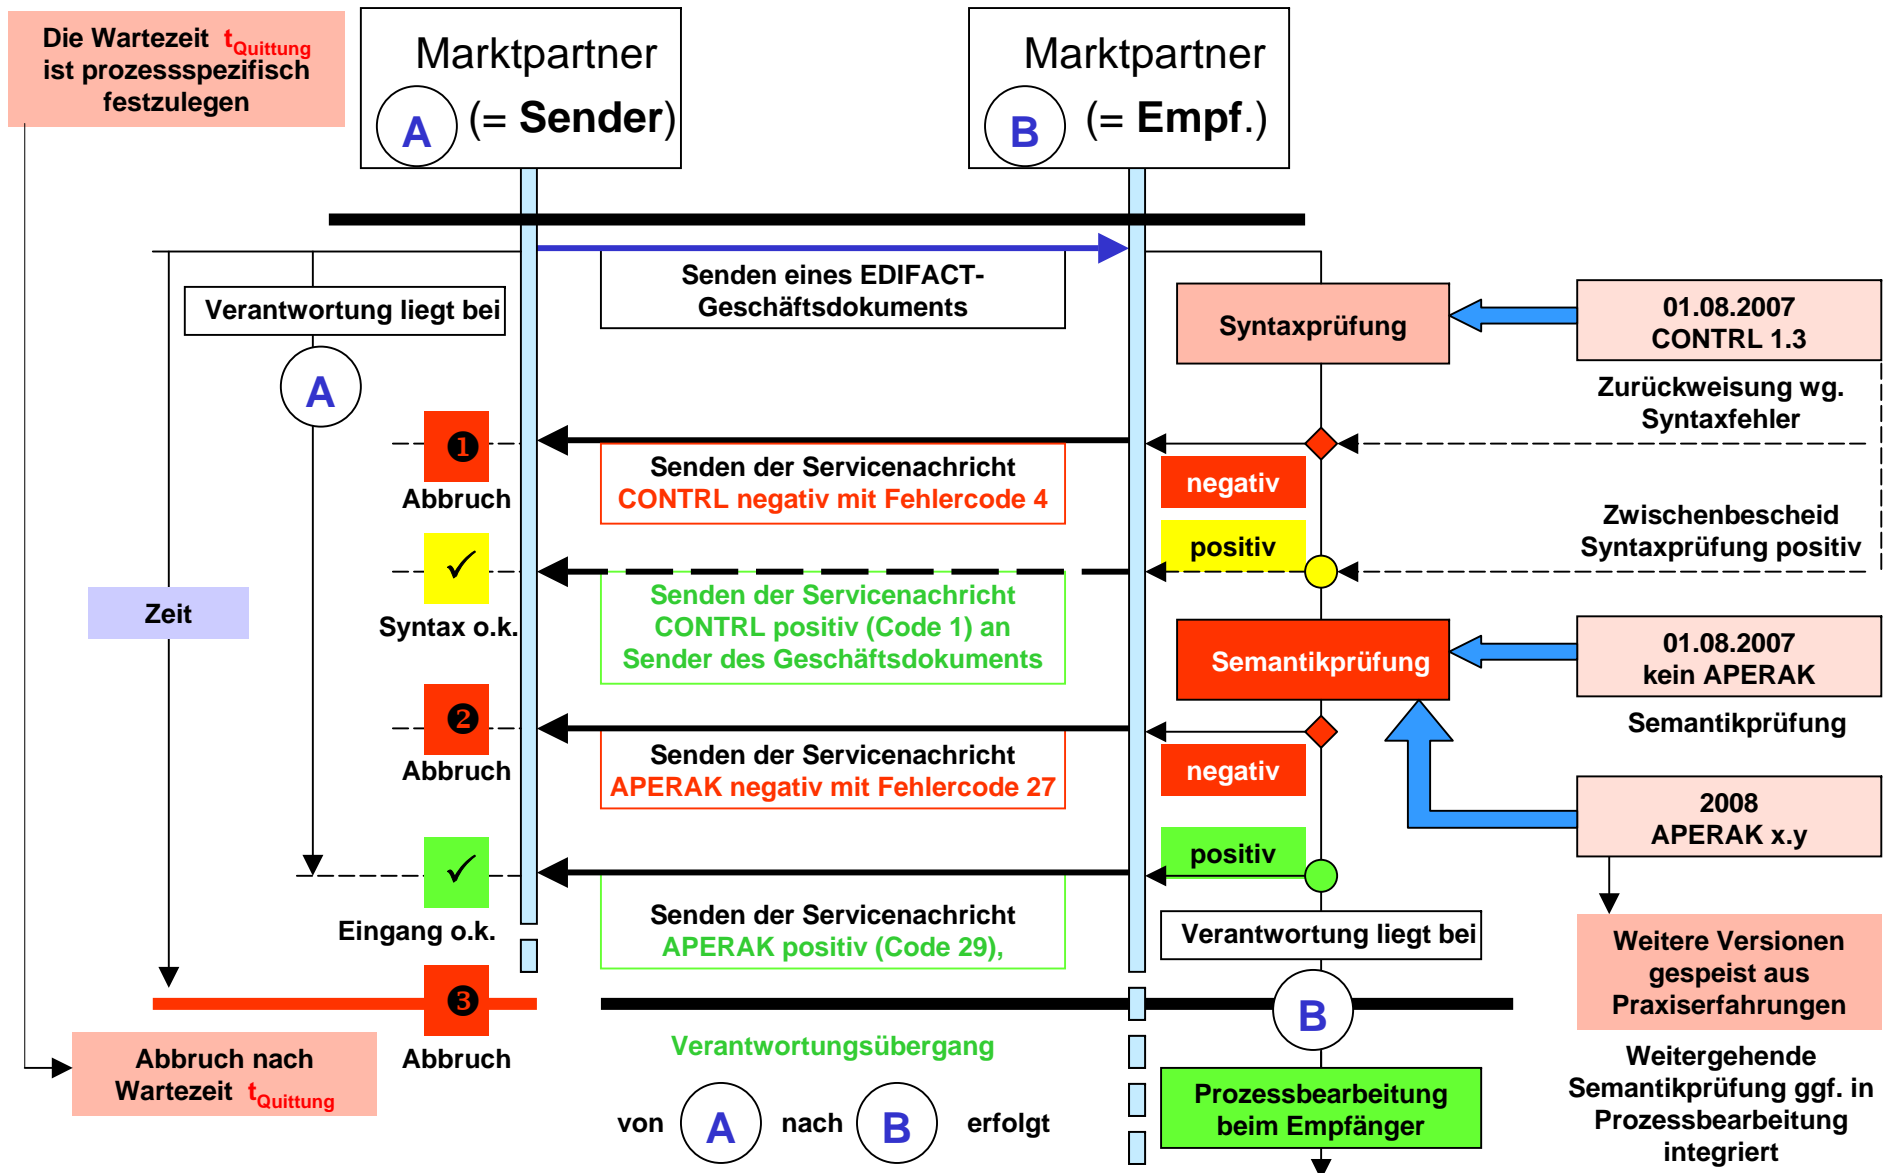 Die Wartezeit tQuittung
ist prozessspezifisch
festzulegen
Marktpartner
A (= Sender)
Marktpartner
B (= Empf.)
Senden eines EDIFACT-
Geschäftsdokuments
Verantwortung liegt bei
A
Syntaxprüfung
01.08.2007
CONTRL 1.3
Zurückweisung wg.
Syntaxfehler
1
Abbruch
Senden der Servicenachricht
CONTRL negativ mit Fehlercode 4
negativ
Zwischenbescheid
Syntaxprüfung positiv
positiv
✓
Syntax o.k.
Senden der Servicenachricht
CONTRL positiv (Code 1) an
Sender des Geschäftsdokuments
Zeit
Semantikprüfung
01.08.2007
kein APERAK
Semantikprüfung
2
Abbruch
Senden der Servicenachricht
APERAK negativ mit Fehlercode 27
negativ
2008
APERAK x.y
positiv
✓
Eingang o.k.
Senden der Servicenachricht
APERAK positiv (Code 29),
Verantwortung liegt bei
B
Weitere Versionen
gespeist aus
Praxiserfahrungen
3
Abbruch
Abbruch nach
Wartezeit tQuittung
Verantwortungsübergang
von A nach B erfolgt
Prozessbearbeitung
beim Empfänger
Weitergehende
Semantikprüfung ggf. in
Prozessbearbeitung
integriert